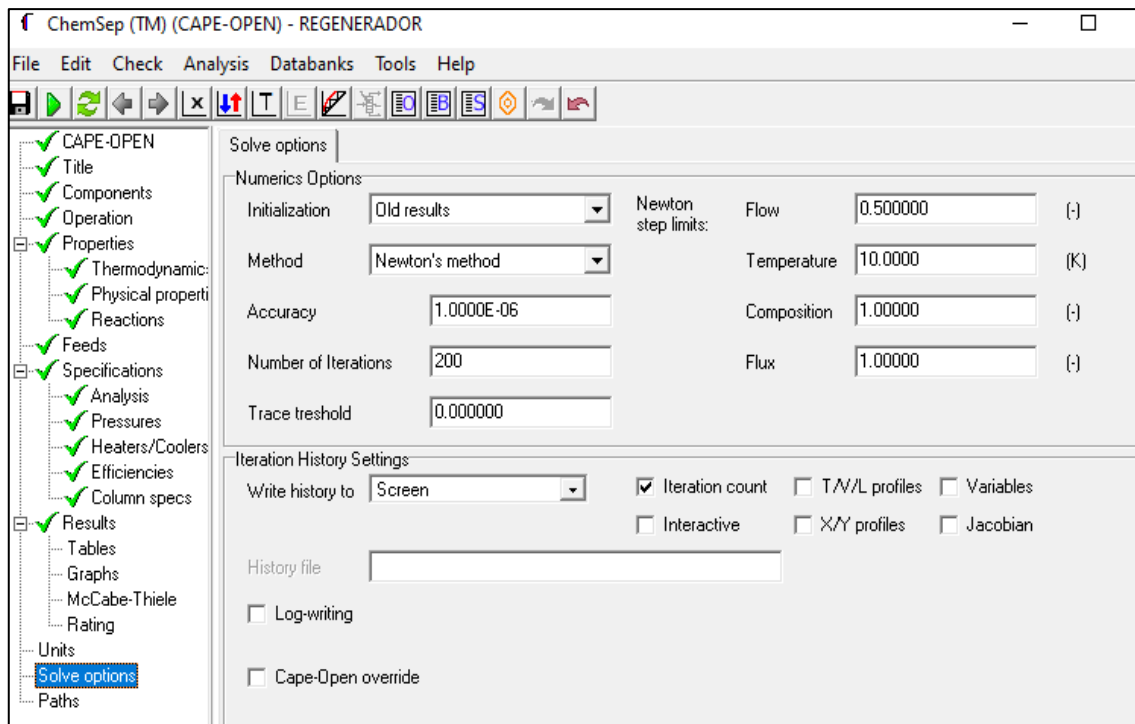 ChemSep (TM) (CAPE-OPEN) - REGENERADOR
File Edit Check Analysis Databanks Tools Help
CAPE-OPEN
Title
Components
Operation
Properties
Thermodynamic:
Physical properti
Reactions
Feeds
Specifications
Analysis
Pressures
Heaters/Coolers
Efficiencies
Column specs
Results
Tables
Graphs
McCabe-Thiele
Rating
Units
Solve options
Paths
Solve options
Numerics Options
Initialization Old results
Method Newton's method
Accuracy 1.0000E-06
Number of Iterations 200
Trace treshold 0.000000
Newton
step limits:
Flow 0.500000 (-)
Temperature 10.0000 (K)
Composition 1.00000 (-)
Flux 1.00000 (-)
Iteration History Settings
Write history to Screen
Iteration count T/V/L profiles Variables
Interactive X/Y profiles Jacobian
History file
Log-writing
Cape-Open override